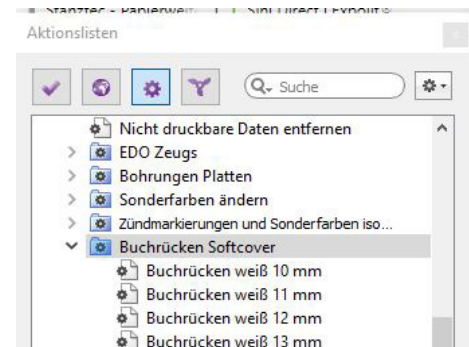 Aktionslisten
Suche
Nicht druckbare Daten entfernen
EDO Zeugs
Bohrungen Platten
Sonderfarben ändern
Zündmarkierungen und Sonderfarben iso...
Buchrücken Softcover
Buchrücken weiß 10 mm
Buchrücken weiß 11 mm
Buchrücken weiß 12 mm
Buchrücken weiß 13 mm